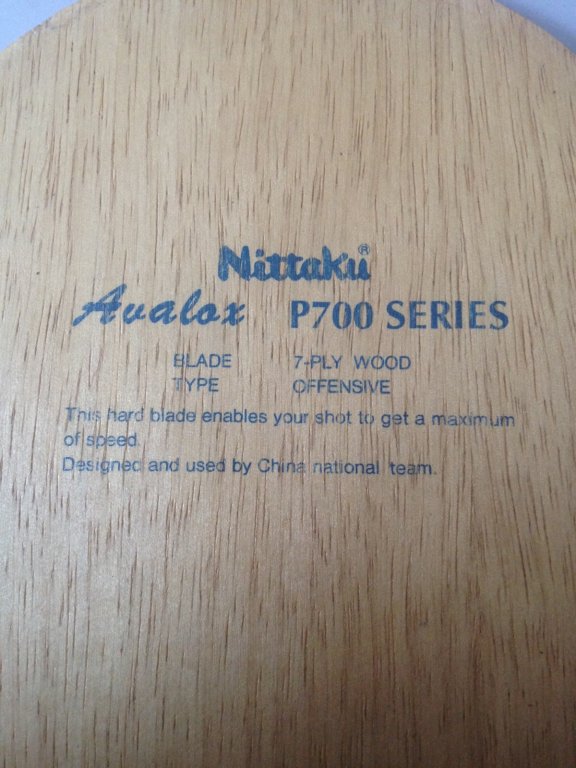 Nittaku®
Avalox P700 SERIES
BLADE 7-PLY WOOD
TYPE OFFENSIVE
This hard blade enables your shot to get a maximum
of speed.
Designed and used by China national team.